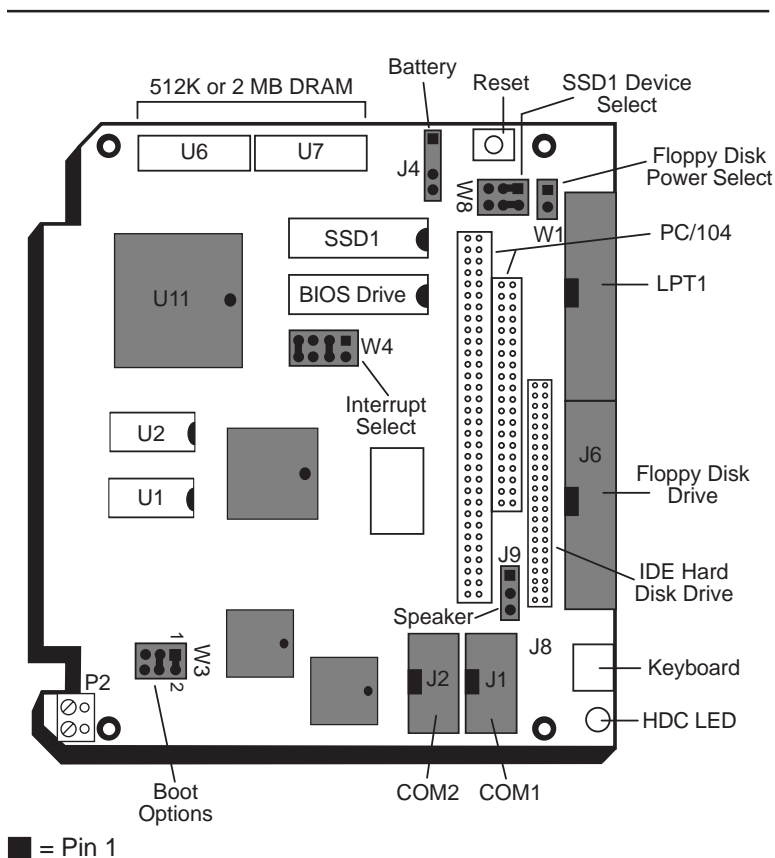 Battery
512K or 2 MB DRAM
Reset
SSD1 Device
Select
U6
U7
J4
W8
Floppy Disk
Power Select
W1
SSD1
PC/104
U11
BIOS Drive
LPT1
W4
Interrupt
Select
U2
J6
Floppy Disk
Drive
U1
J9
IDE Hard
Disk Drive
Speaker
1
W3
2
J8
P2
J2
J1
Keyboard
HDC LED
Boot
Options
COM2
COM1
= Pin 1